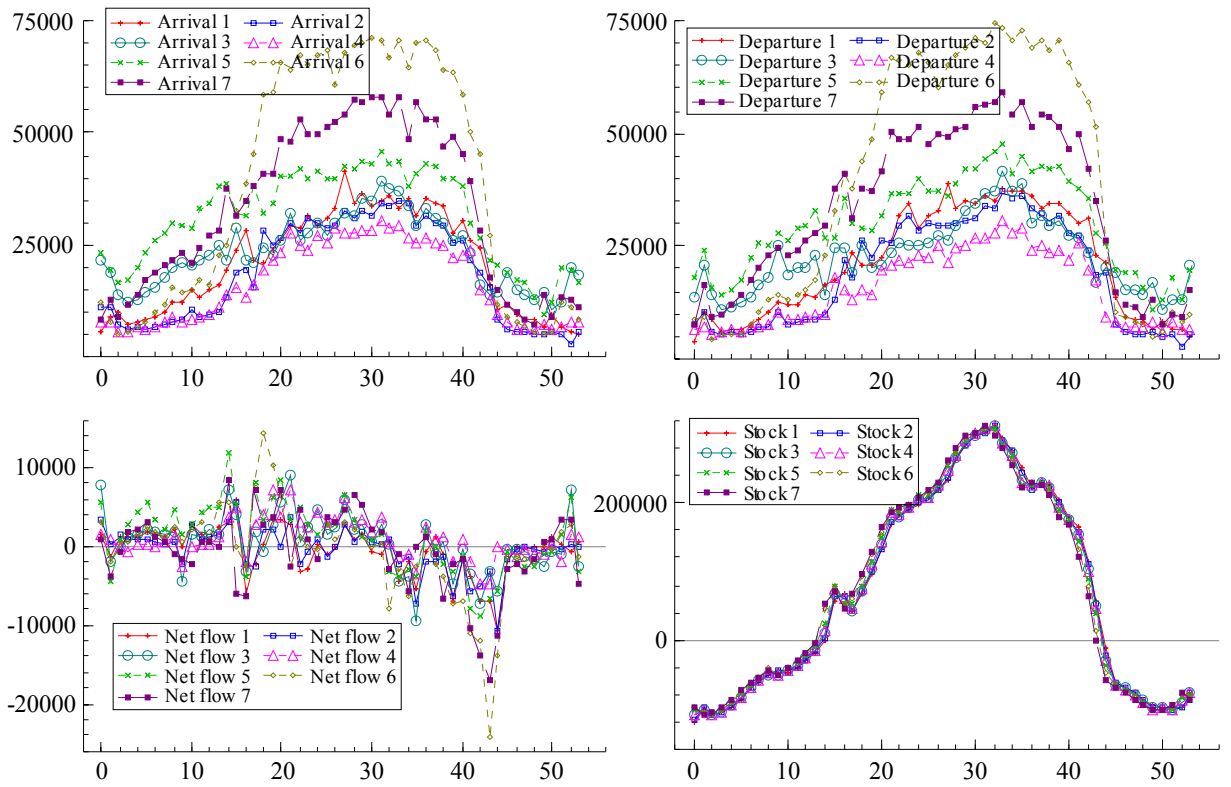 75000
50000
25000
Arrival 1 Arrival 2
Arrival 3 Arrival 4
Arrival 5 Arrival 6
Arrival 7
0 10 20 30 40 50
75000
50000
25000
Departure 1 Departure 2
Departure 3 Departure 4
Departure 5 Departure 6
Departure 7
0 10 20 30 40 50
10000
0
-10000
-20000
Net flow 1 Net flow 2
Net flow 3 Net flow 4
Net flow 5 Net flow 6
Net flow 7
0 10 20 30 40 50
Stock 1 Stock 2
Stock 3 Stock 4
Stock 5 Stock 6
Stock 7
200000
0
0 10 20 30 40 50